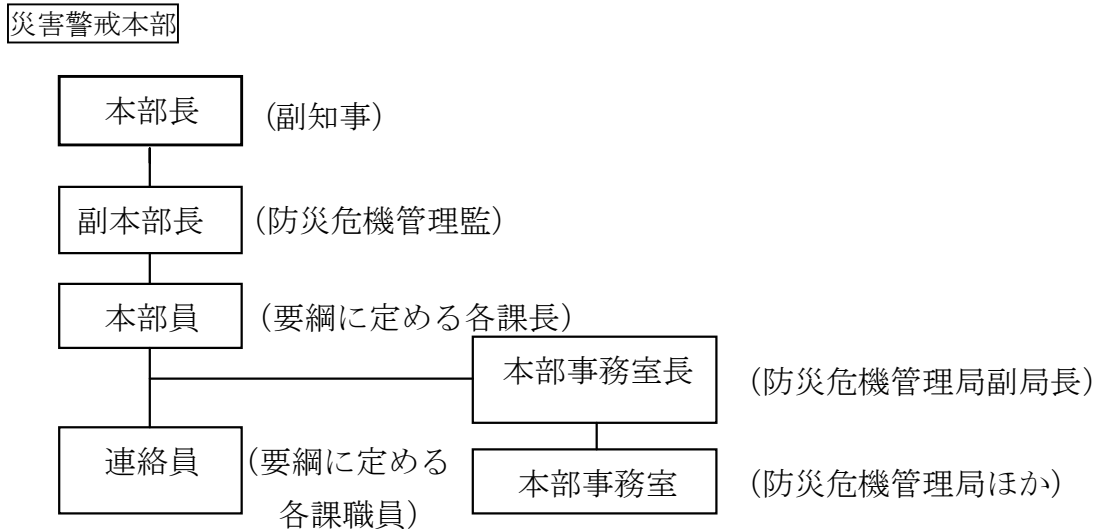 災害警戒本部
本部長 (副知事)
副本部長 (防災危機管理監)
本部員 (要綱に定める各課長)
本部事務室長 (防災危機管理局副局長)
連絡員 (要綱に定める
各課職員)
本部事務室 (防災危機管理局ほか)